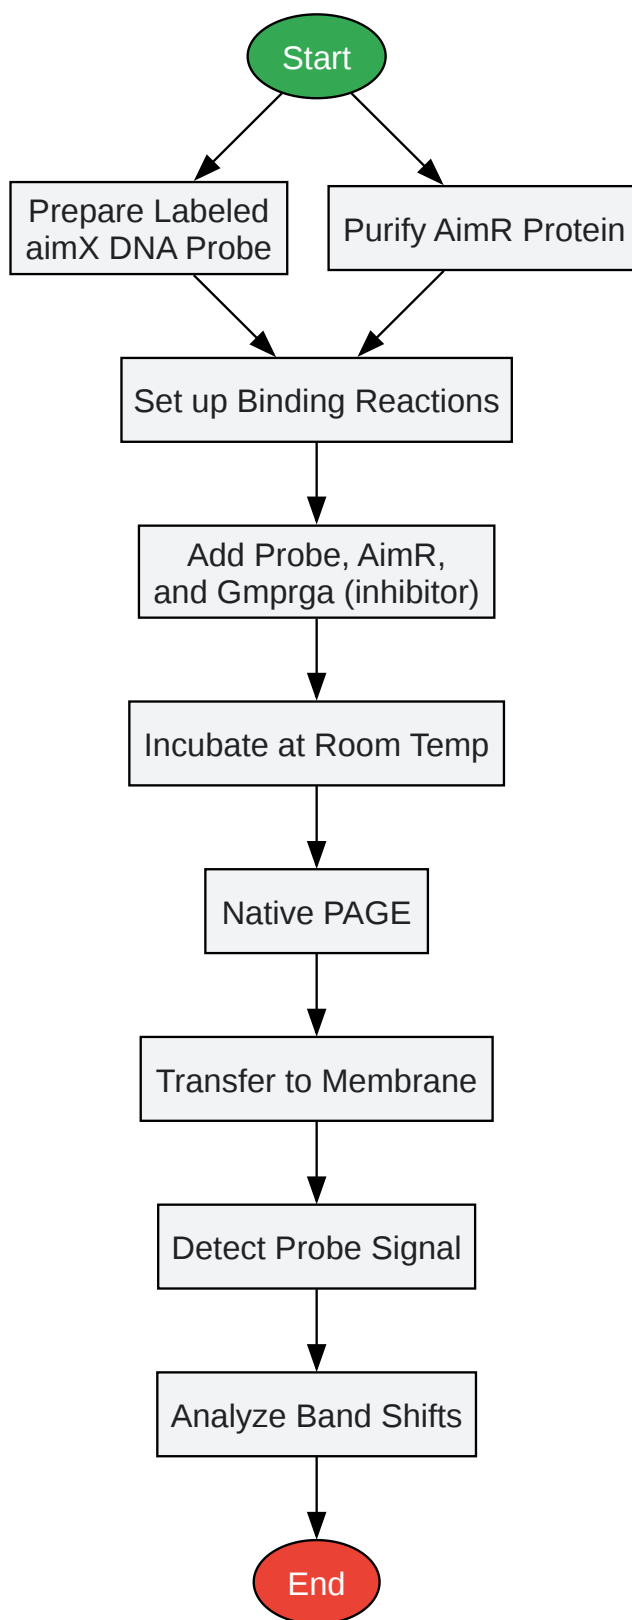 Start
Prepare Labeled
aimX DNA Probe
Purify AimR Protein
Set up Binding Reactions
Add Probe, AimR,
and Gmprga (inhibitor)
Incubate at Room Temp
Native PAGE
Transfer to Membrane
Detect Probe Signal
Analyze Band Shifts
End